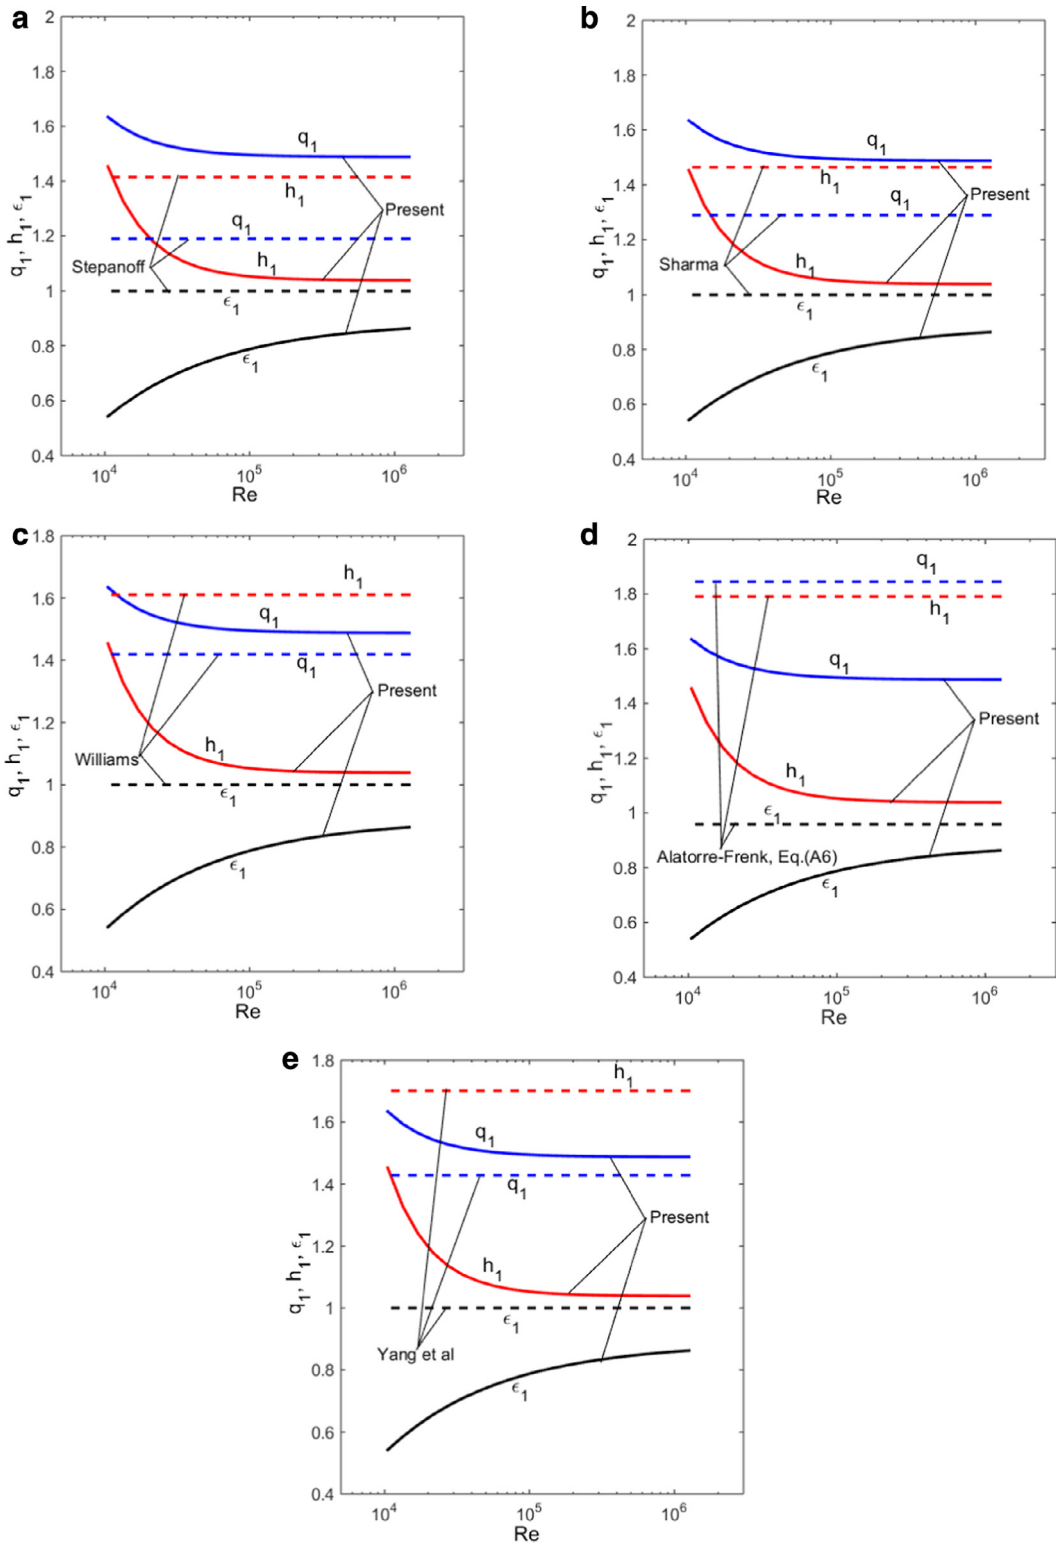 a
2
1.8
1.6
1.4
1.2
1
0.8
0.6
0.4
q1, h1, ϵ1
q1
h1
q1
h1
ϵ1
ϵ1
Present
Stepanoff
10^4
10^5
10^6
Re
b
2
1.8
1.6
1.4
1.2
1
0.8
0.6
0.4
q1, h1, ϵ1
q1
h1
q1
h1
ϵ1
ϵ1
Present
Sharma
10^4
10^5
10^6
Re
c
1.8
1.6
1.4
1.2
1
0.8
0.6
0.4
q1, h1, ϵ1
h1
q1
q1
h1
ϵ1
ϵ1
Present
Williams
10^4
10^5
10^6
Re
d
2
1.8
1.6
1.4
1.2
1
0.8
0.6
0.4
q1, h1, ϵ1
q1
h1
q1
h1
ϵ1
ϵ1
Present
Alatorre-Frenk, Eq.(A6)
10^4
10^5
10^6
Re
e
1.8
1.6
1.4
1.2
1
0.8
0.6
0.4
q1, h1, ϵ1
h1
q1
q1
h1
ϵ1
ϵ1
Present
Yang et al
10^4
10^5
10^6
Re